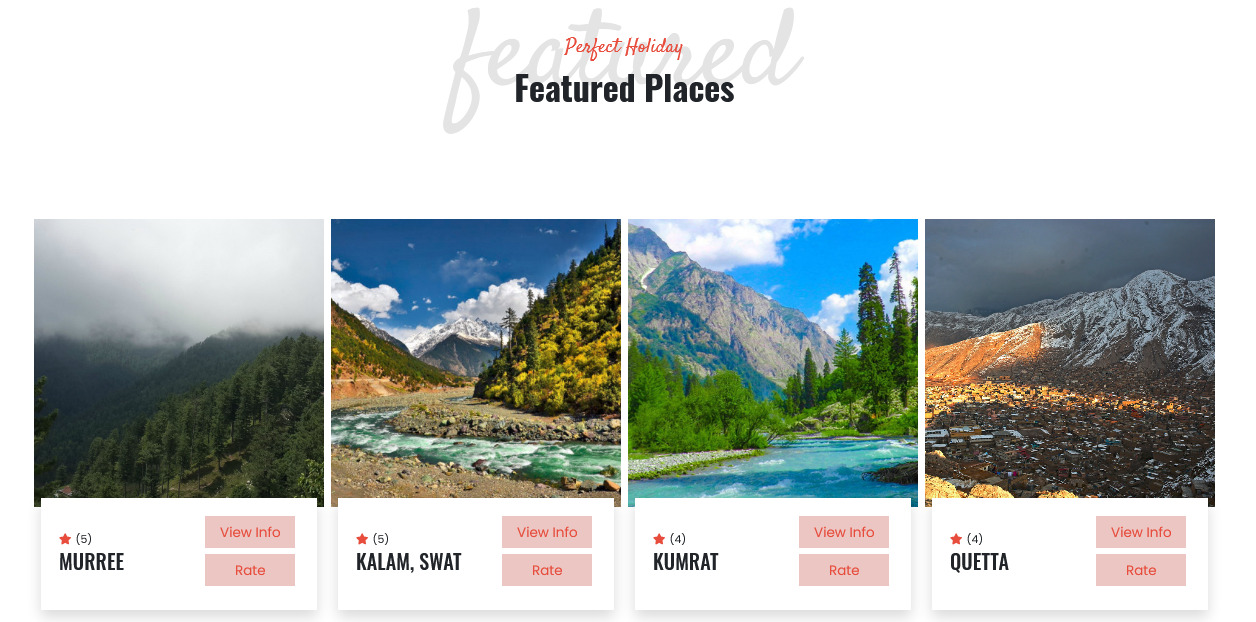 featured
Perfect Holiday
Featured Places
(5)
MURREE
View Info
Rate
(5)
KALAM, SWAT
View Info
Rate
(4)
KUMRAT
View Info
Rate
(4)
QUETTA
View Info
Rate